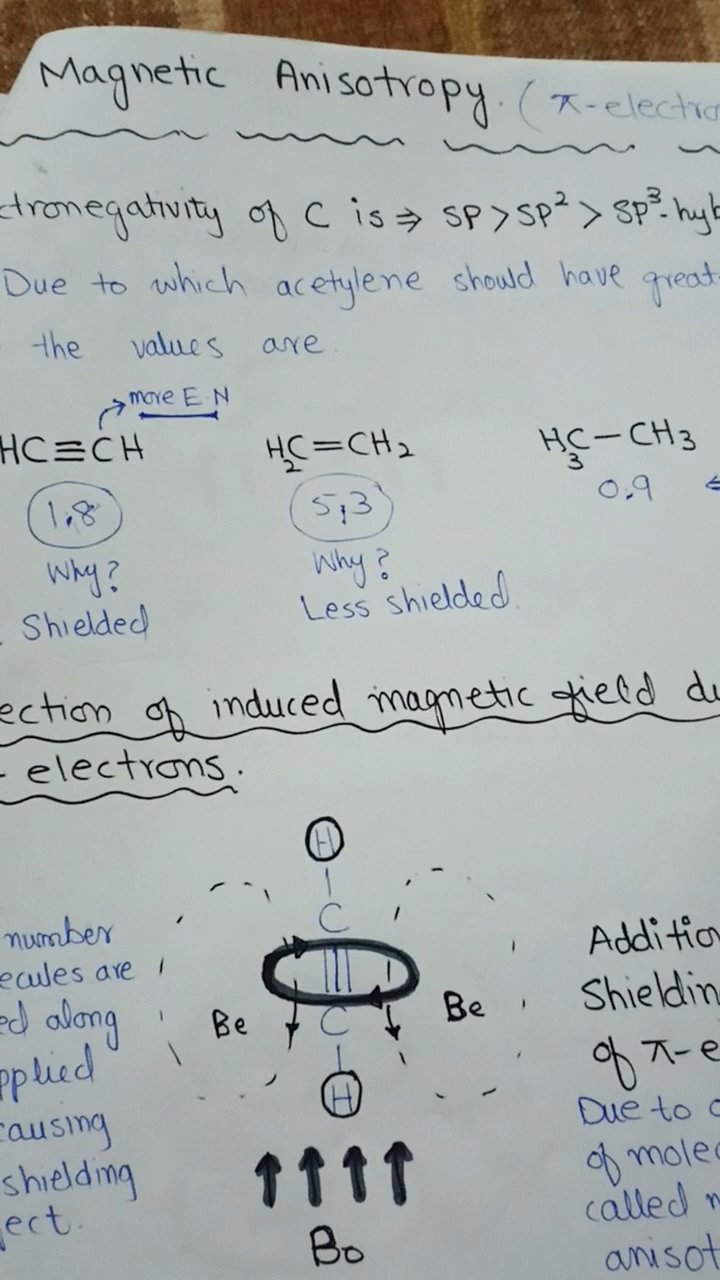 Magnetic Anisotropy. (π-electro
ctronegativity of C is ⇒ SP > SP² > SP³-hyb
Due to which acetylene should have great
the values are.
more E.N
HC≡CH H₂C=CH₂ H₃C-CH₃
1,8 5,3 0.9
Why? Why?
Shielded Less shielded.
ection of induced magnetic field du
electrons.
H
C
C
H
Be Be
number
ecules are
ed along
pplied
causing
shielding
ect.
Bo
Additio
Shieldin
of π-e
Due to
of molec
called
anisot